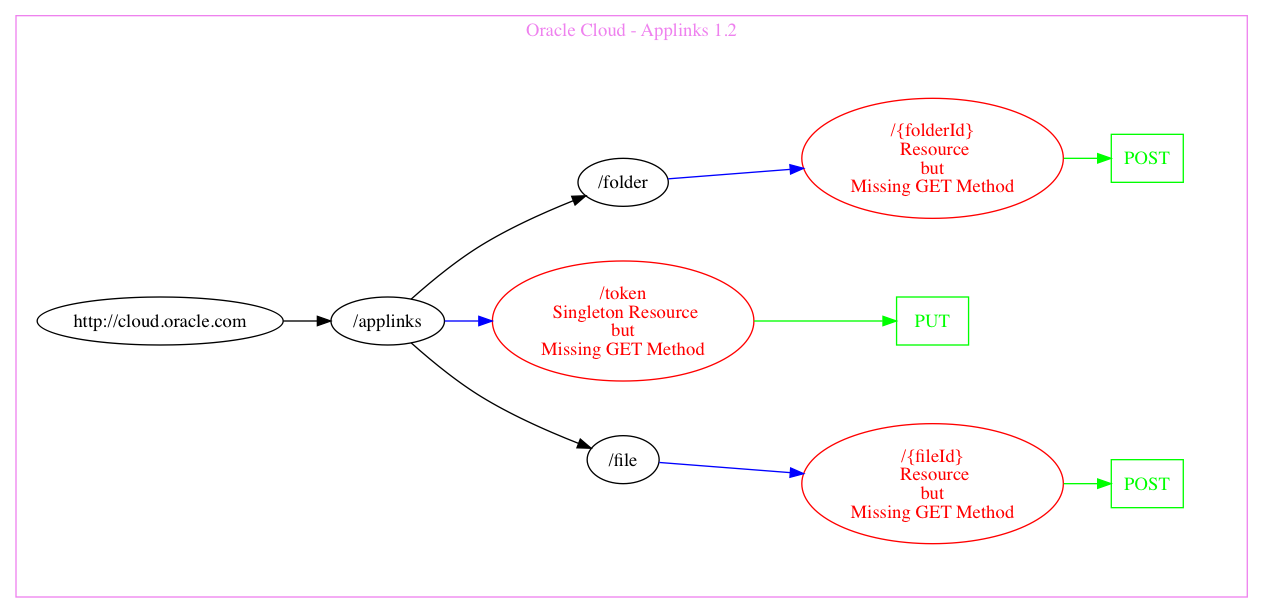 Oracle Cloud - Applinks 1.2
/{folderId}
Resource
but
Missing GET Method
POST
/folder
/token
Singleton Resource
but
Missing GET Method
PUT
http://cloud.oracle.com
/applinks
/file
/{fileId}
Resource
but
Missing GET Method
POST